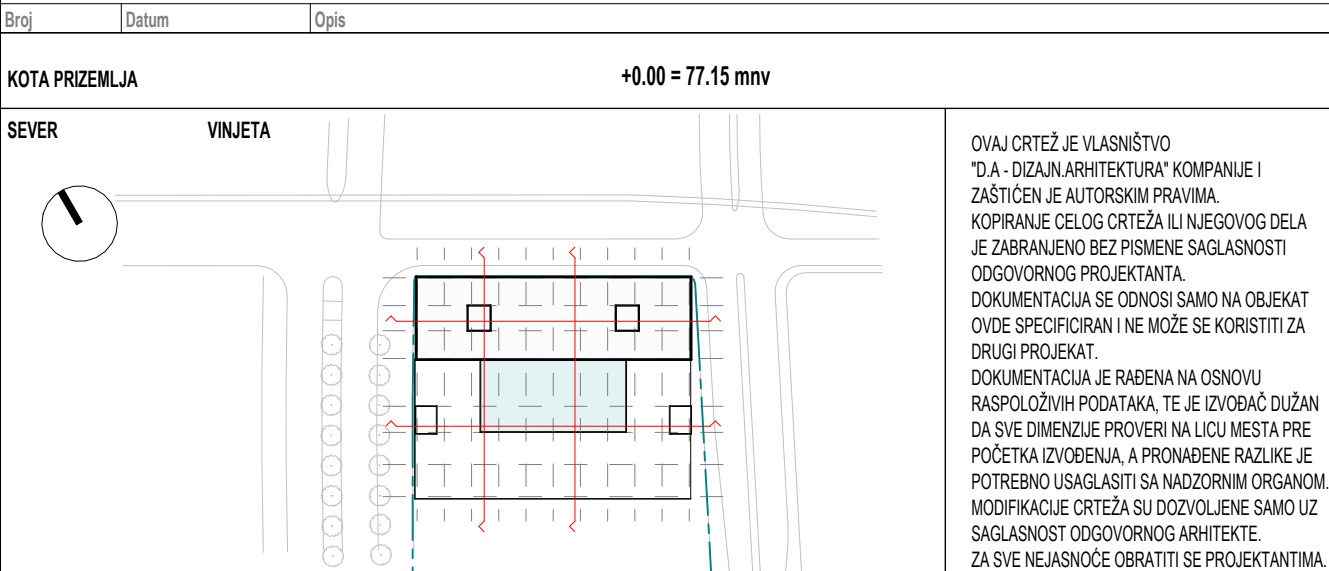 Broj Datum Opis
KOTA PRIZEMLJA +0.00 = 77.15 mnv
SEVER VINJETA
OVAJ CRTEŽ JE VLASNIŠTVO
"D.A - DIZAJN.ARHITEKTURA" KOMPANIJE I
ZAŠTIĆEN JE AUTORSKIM PRAVIMA.
KOPIRANJE CELOG CRTEŽA ILI NJEGOVOG DELA
JE ZABRANJENO BEZ PISMENE SAGLASNOSTI
ODGOVORNOG PROJEKTANTA.
DOKUMENTACIJA SE ODNOSI SAMO NA OBJEKAT
OVDE SPECIFICIRAN I NE MOŽE SE KORISTITI ZA
DRUGI PROJEKAT.
DOKUMENTACIJA JE RAĐENA NA OSNOVU
RASPOLOŽIVIH PODATAKA, TE JE IZVOĐAČ DUŽAN
DA SVE DIMENZIJE PROVERI NA LICU MESTA PRE
POČETKA IZVOĐENJA, A PRONAĐENE RAZLIKE JE
POTREBNO USAGLASITI SA NADZORNIM ORGANOM.
MODIFIKACIJE CRTEŽA SU DOZVOLJENE SAMO UZ
SAGLASNOST ODGOVORNOG ARHITEKTE.
ZA SVE NEJASNOĆE OBRATITI SE PROJEKTANTIMA.